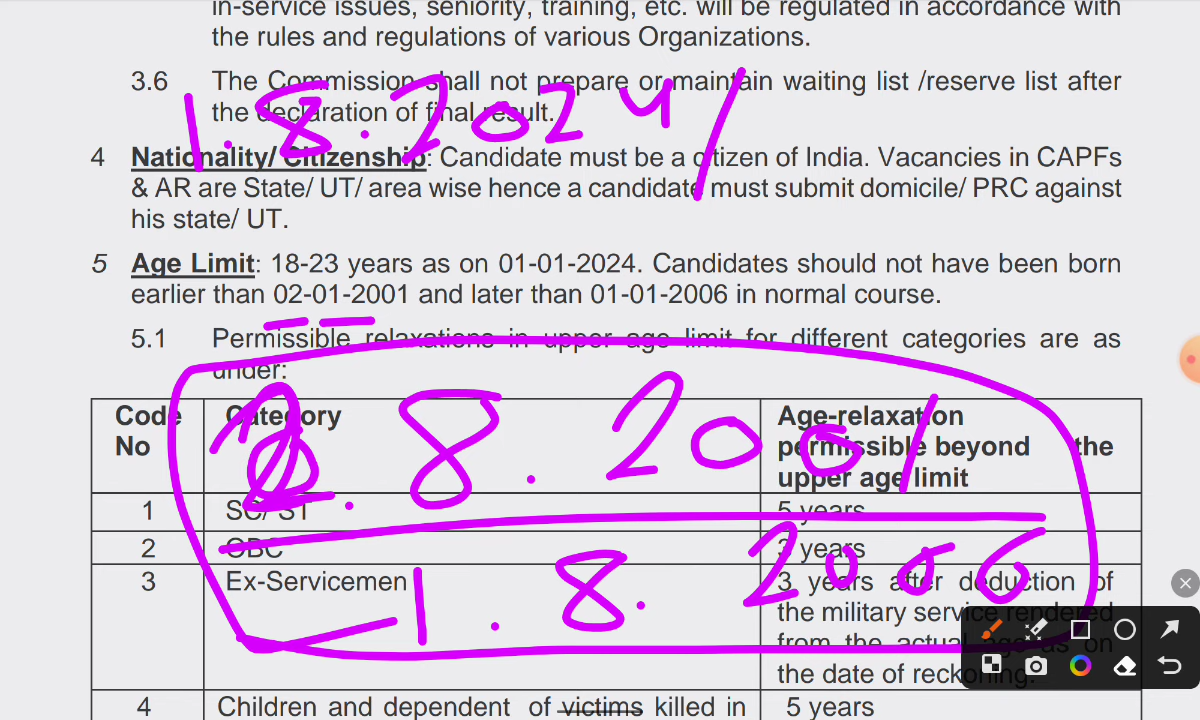 in-service issues, seniority, training, etc. will be regulated in accordance with
the rules and regulations of various Organizations.
3.6 The Commission shall not prepare or maintain waiting list /reserve list after
the declaration of final result.
1.8.2024/
4 Nationality/ Citizenship: Candidate must be a citizen of India. Vacancies in CAPFs
& AR are State/ UT/ area wise hence a candidate must submit domicile/ PRC against
his state/ UT.
5 Age Limit: 18-23 years as on 01-01-2024. Candidates should not have been born
earlier than 02-01-2001 and later than 01-01-2006 in normal course.
5.1 Permissible relaxations in upper age limit for different categories are as
under:
Code No Category Age-relaxation
permissible beyond the
upper age limit
2.8.2001
1 SC/ ST 5 years
2 OBC 3 years
3 Ex-Servicemen 3 years after deduction of
the military service rendered
from the actual age as on
the date of reckoning.
1.8.2006
4 Children and dependent of victims killed in 5 years